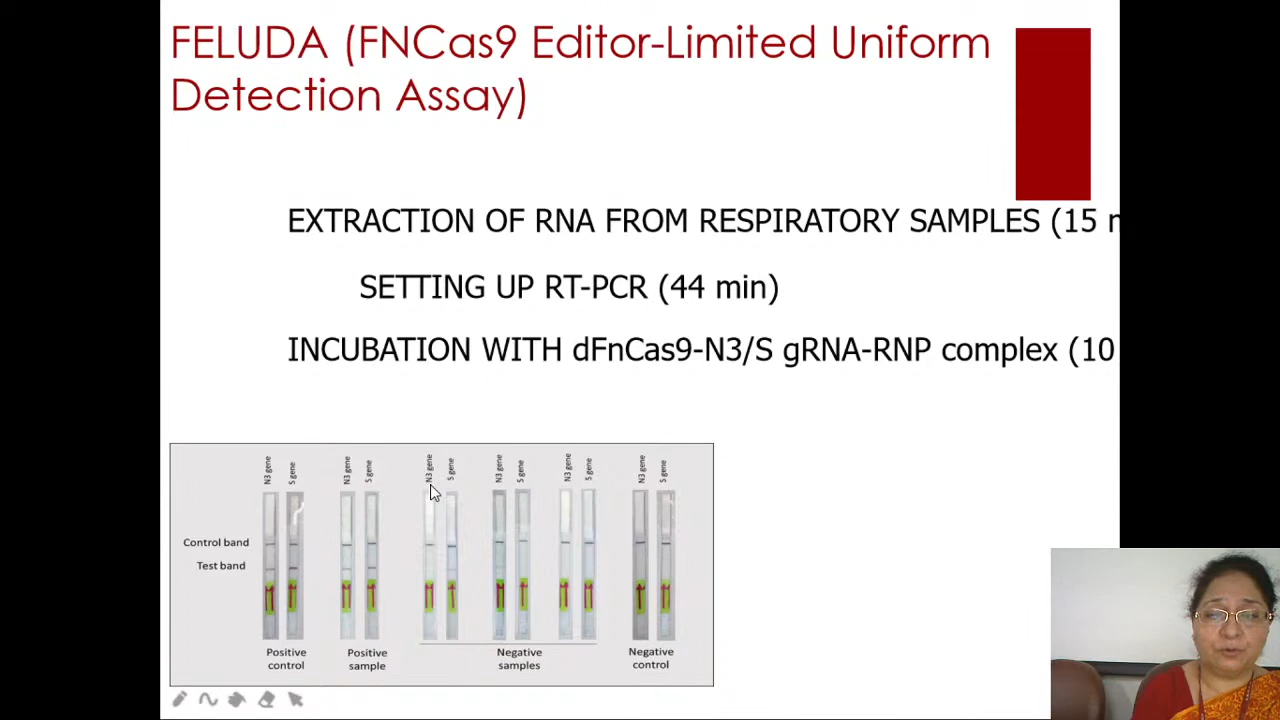 FELUDA (FNCas9 Editor-Limited Uniform
Detection Assay)
EXTRACTION OF RNA FROM RESPIRATORY SAMPLES (15
SETTING UP RT-PCR (44 min)
INCUBATION WITH dFnCas9-N3/S gRNA-RNP complex (10
N3 gene S gene N3 gene S gene N3 gene S gene N3 gene S gene N3 gene S gene N3 gene S gene
Control band
Test band
Positive control
Positive sample
Negative samples
Negative control